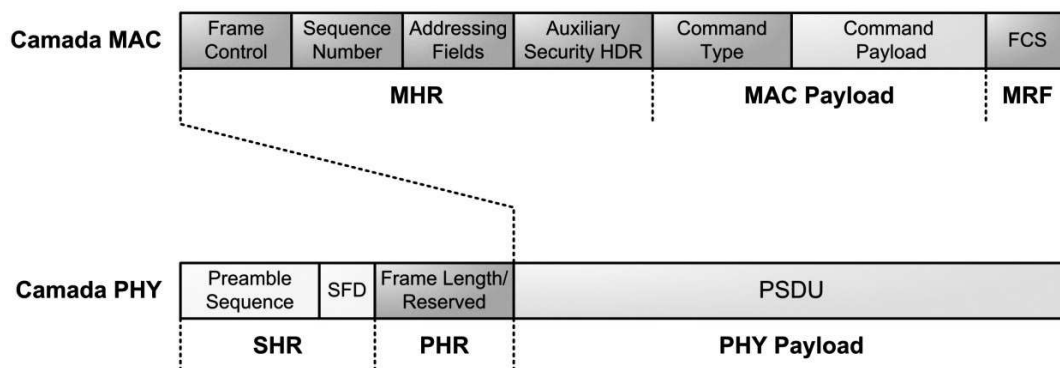 Camada MAC
Frame Control
Sequence Number
Addressing Fields
Auxiliary Security HDR
Command Type
Command Payload
FCS
MHR
MAC Payload
MRF
Camada PHY
Preamble Sequence
SFD
Frame Length/ Reserved
PSDU
SHR
PHR
PHY Payload